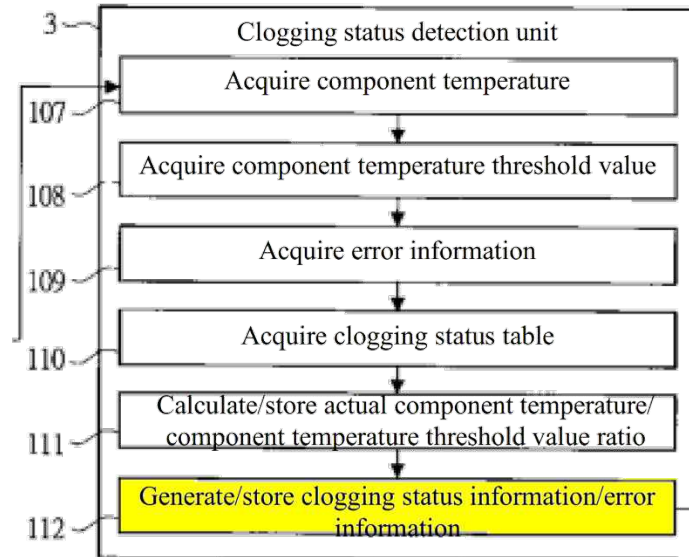 3
Clogging status detection unit
Acquire component temperature
107
Acquire component temperature threshold value
108
Acquire error information
109
Acquire clogging status table
110
Calculate/store actual component temperature/
component temperature threshold value ratio
111
Generate/store clogging status information/error
information
112